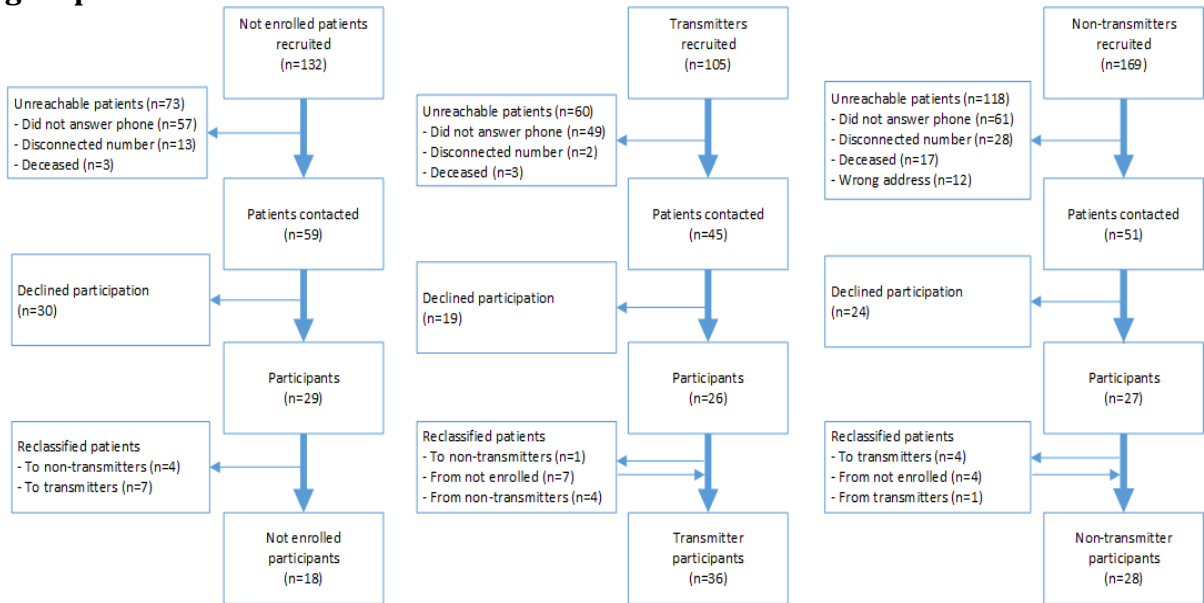 Not enrolled patients
recruited
(n=132)
Unreachable patients (n=73)
- Did not answer phone (n=57)
- Disconnected number (n=13)
- Deceased (n=3)
Patients contacted
(n=59)
Declined participation
(n=30)
Participants
(n=29)
Reclassified patients
- To non-transmitters (n=4)
- To transmitters (n=7)
Not enrolled
participants
(n=18)
Transmitters
recruited
(n=105)
Unreachable patients (n=60)
- Did not answer phone (n=49)
- Disconnected number (n=2)
- Deceased (n=3)
Patients contacted
(n=45)
Declined participation
(n=19)
Participants
(n=26)
Reclassified patients
- To non-transmitters (n=1)
- From not enrolled (n=7)
- From non-transmitters (n=4)
Transmitter
participants
(n=36)
Non-transmitters
recruited
(n=169)
Unreachable patients (n=118)
- Did not answer phone (n=61)
- Disconnected number (n=28)
- Deceased (n=17)
- Wrong address (n=12)
Patients contacted
(n=51)
Declined participation
(n=24)
Participants
(n=27)
Reclassified patients
- To transmitters (n=4)
- From not enrolled (n=4)
- From transmitters (n=1)
Non-transmitter
participants
(n=28)